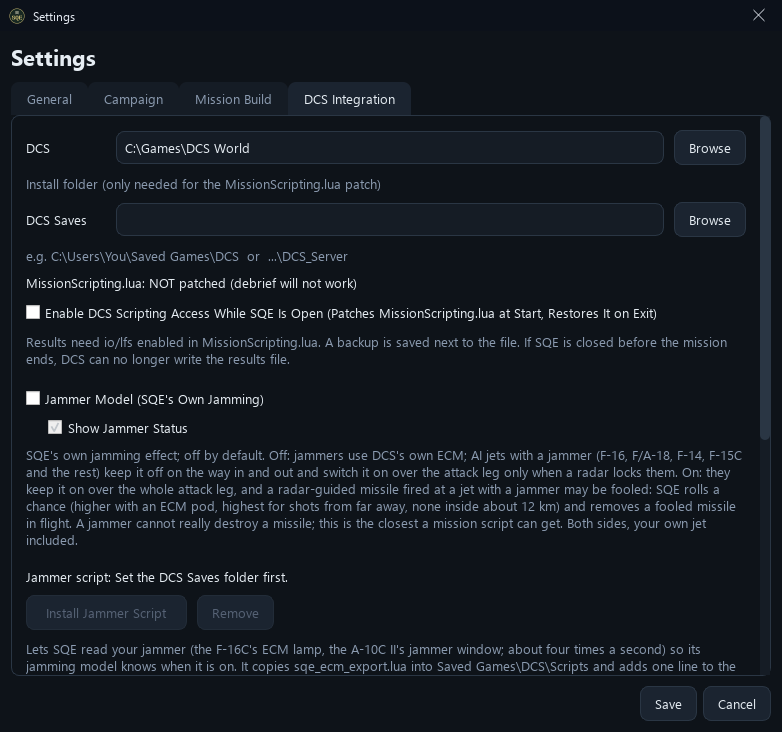 SQE Settings
Settings
General Campaign Mission Build DCS Integration
DCS C:\Games\DCS World Browse
Install folder (only needed for the MissionScripting.lua patch)
DCS Saves Browse
e.g. C:\Users\You\Saved Games\DCS or ...\DCS_Server
MissionScripting.lua: NOT patched (debrief will not work)
Enable DCS Scripting Access While SQE Is Open (Patches MissionScripting.lua at Start, Restores It on Exit)
Results need io/lfs enabled in MissionScripting.lua. A backup is saved next to the file. If SQE is closed before the mission
ends, DCS can no longer write the results file.
Jammer Model (SQE's Own Jamming)
Show Jammer Status
SQE's own jamming effect; off by default. Off: jammers use DCS's own ECM; AI jets with a jammer (F-16, F/A-18, F-14, F-15C
and the rest) keep it off on the way in and out and switch it on over the attack leg only when a radar locks them. On: they
keep it on over the whole attack leg, and a radar-guided missile fired at a jet with a jammer may be fooled: SQE rolls a
chance (higher with an ECM pod, highest for shots from far away, none inside about 12 km) and removes a fooled missile
in flight. A jammer cannot really destroy a missile; this is the closest a mission script can get. Both sides, your own jet
included.
Jammer script: Set the DCS Saves folder first.
Install Jammer Script Remove
Lets SQE read your jammer (the F-16C's ECM lamp, the A-10C II's jammer window; about four times a second) so its
jamming model knows when it is on. It copies sqe_ecm_export.lua into Saved Games\DCS\Scripts and adds one line to the
Save Cancel